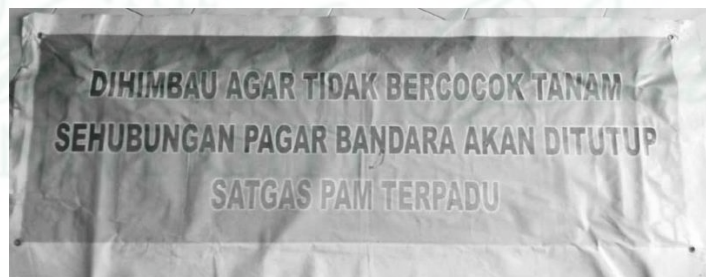 DIHIMBAU AGAR TIDAK BERCOCOK TANAM
SEHUBUNGAN PAGAR BANDARA AKAN DITUTUP
SATGAS PAM TERPADU